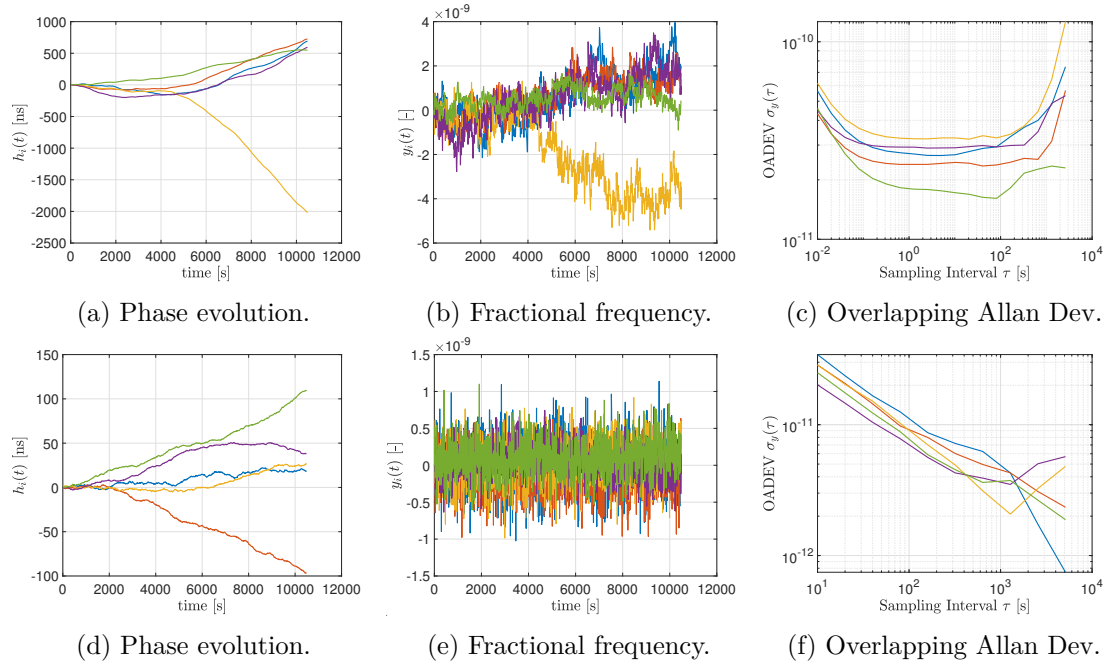 1000
500
0
-500
-1000
-1500
-2000
-2500
h_i(t) [ns]
0 2000 4000 6000 8000 10000 12000
time [s]
(a) Phase evolution.
×10^-9
4
2
0
-2
-4
-6
y_i(t) [-]
0 2000 4000 6000 8000 10000 12000
time [s]
(b) Fractional frequency.
10^-10
10^-11
OADEV σ_y(τ)
10^-2 10^0 10^2 10^4
Sampling Interval τ [s]
(c) Overlapping Allan Dev.
150
100
50
0
-50
-100
h_i(t) [ns]
0 2000 4000 6000 8000 10000 12000
time [s]
(d) Phase evolution.
×10^-9
1.5
1
0.5
0
-0.5
-1
-1.5
y_i(t) [-]
0 2000 4000 6000 8000 10000 12000
time [s]
(e) Fractional frequency.
10^-11
10^-12
OADEV σ_y(τ)
10^1 10^2 10^3 10^4
Sampling Interval τ [s]
(f) Overlapping Allan Dev.